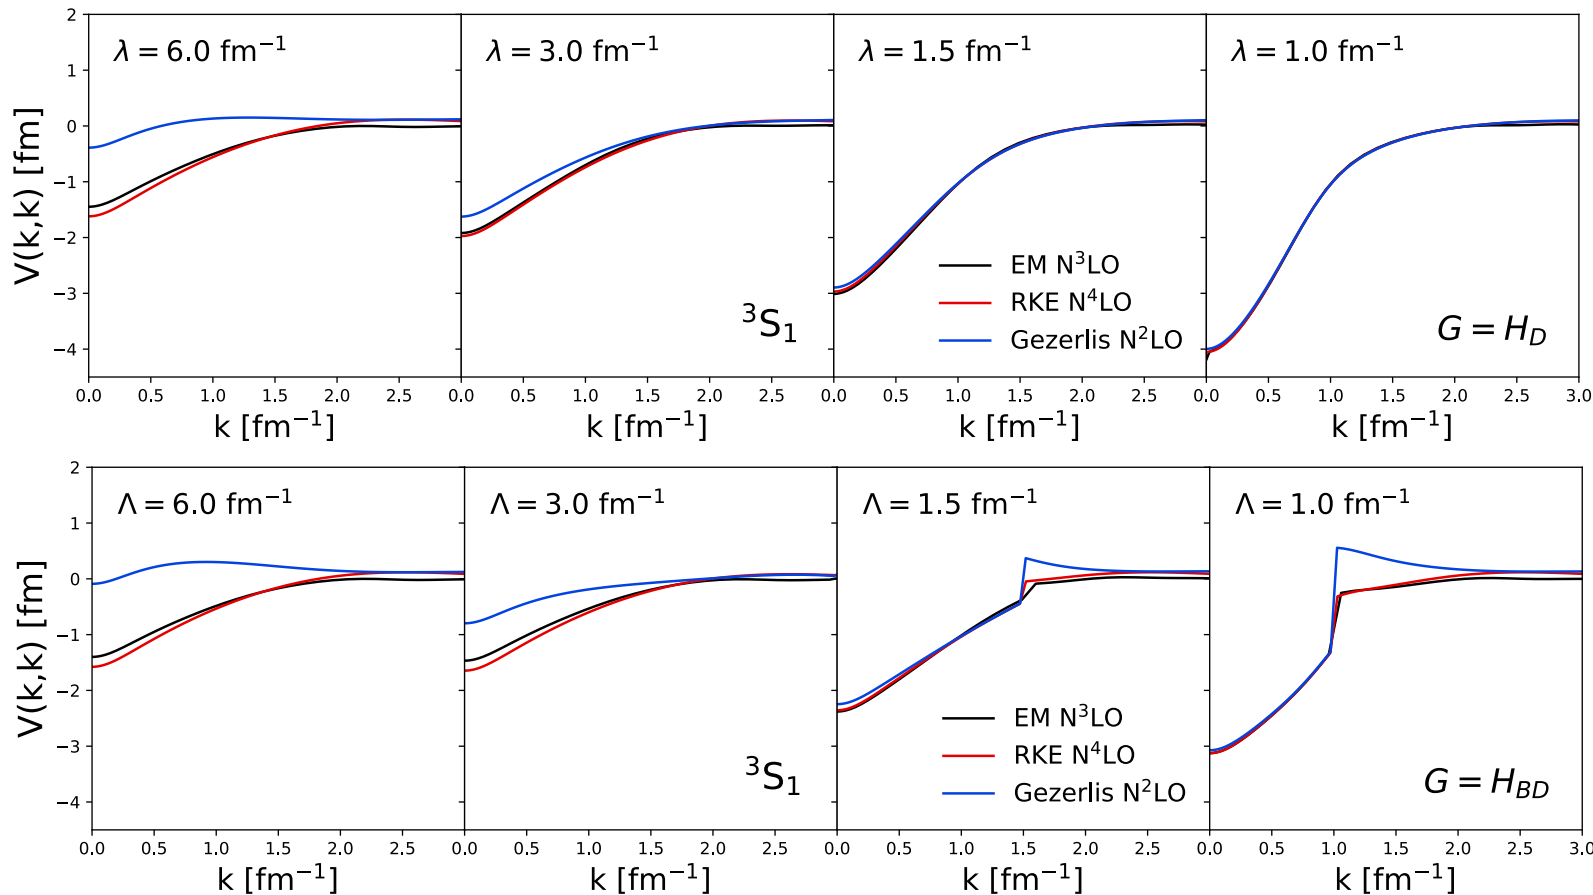 λ = 6.0 fm⁻¹
λ = 3.0 fm⁻¹
λ = 1.5 fm⁻¹
λ = 1.0 fm⁻¹
V(k,k) [fm]
2
1
0
−1
−2
−3
−4
³S₁
EM N³LO
RKE N⁴LO
Gezerlis N²LO
G = H_D
0.0 0.5 1.0 1.5 2.0 2.5
0.0 0.5 1.0 1.5 2.0 2.5
0.0 0.5 1.0 1.5 2.0 2.5
0.0 0.5 1.0 1.5 2.0 2.5 3.0
k [fm⁻¹]
k [fm⁻¹]
k [fm⁻¹]
k [fm⁻¹]
Λ = 6.0 fm⁻¹
Λ = 3.0 fm⁻¹
Λ = 1.5 fm⁻¹
Λ = 1.0 fm⁻¹
V(k,k) [fm]
2
1
0
−1
−2
−3
−4
³S₁
EM N³LO
RKE N⁴LO
Gezerlis N²LO
G = H_BD
0.0 0.5 1.0 1.5 2.0 2.5
0.0 0.5 1.0 1.5 2.0 2.5
0.0 0.5 1.0 1.5 2.0 2.5
0.0 0.5 1.0 1.5 2.0 2.5 3.0
k [fm⁻¹]
k [fm⁻¹]
k [fm⁻¹]
k [fm⁻¹]